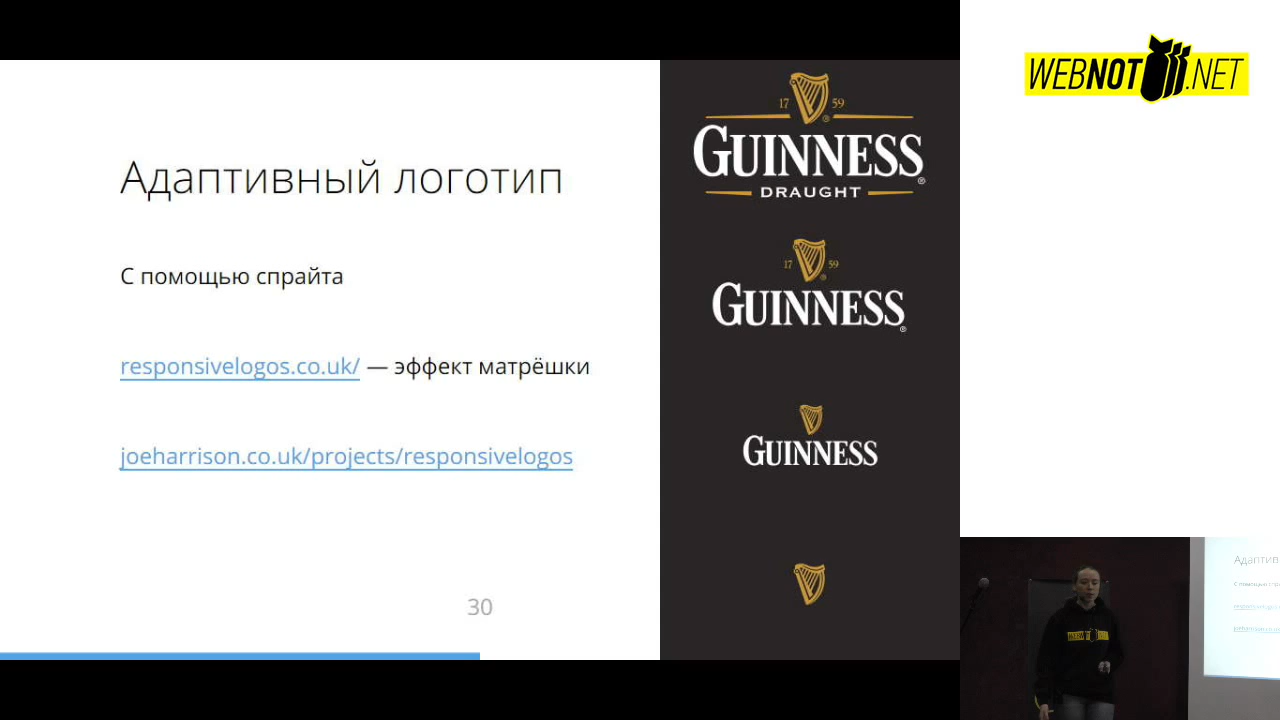 Адаптивный логотип
С помощью спрайта
responsivelogos.co.uk/ — эффект матрёшки
joeharrison.co.uk/projects/responsivelogos
30
17 59
GUINNESS®
DRAUGHT
17 59
GUINNESS®
GUINNESS
WEBNOT.NET
Адаптив